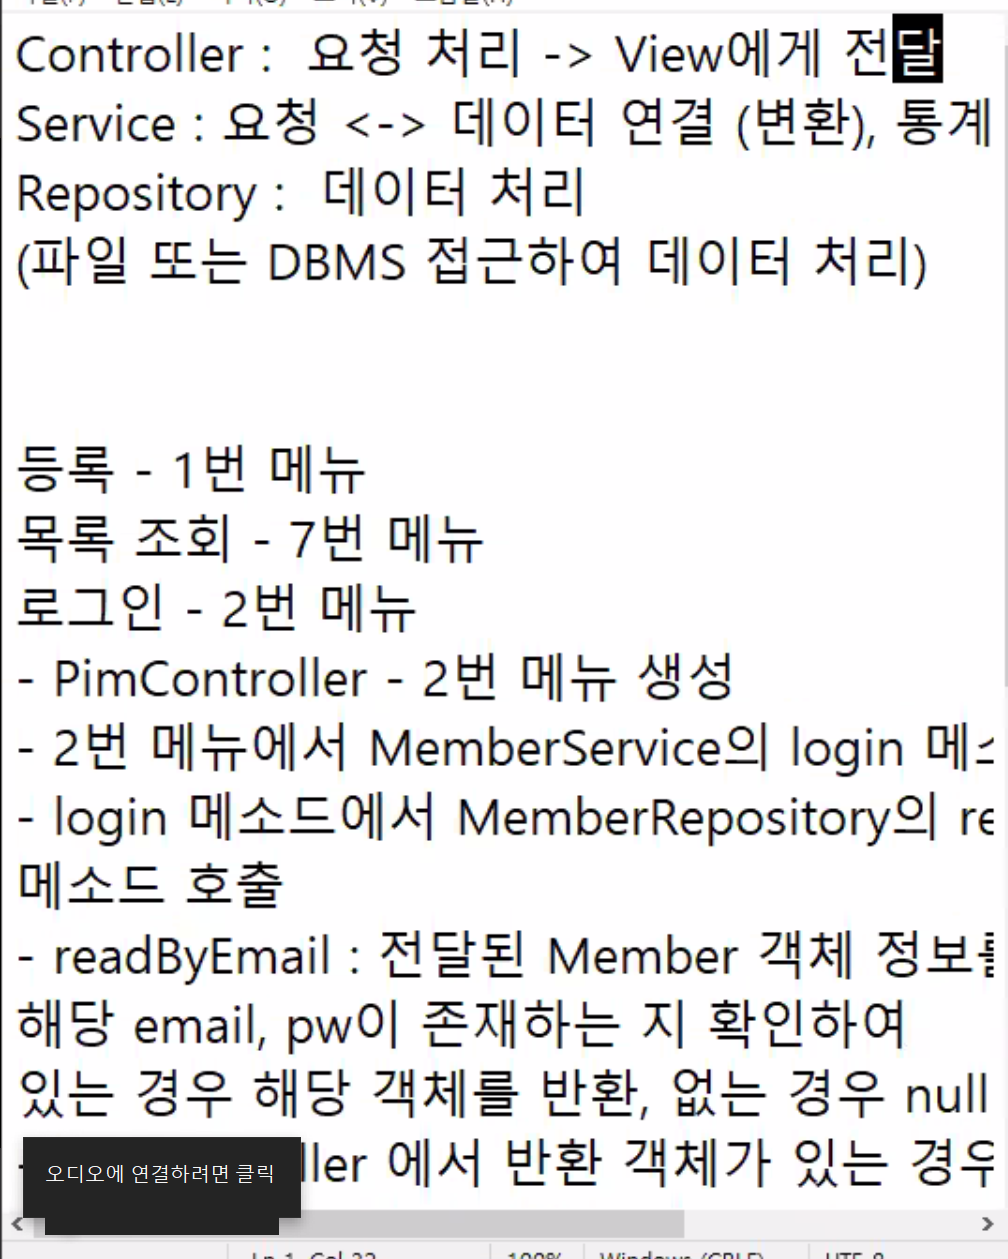 Controller :  요청 처리 -> View에게 전달
Service : 요청 <-> 데이터 연결 (변환), 통계
Repository :  데이터 처리
(파일 또는 DBMS 접근하여 데이터 처리)
등록 - 1번 메뉴
목록 조회 - 7번 메뉴
로그인 - 2번 메뉴
- PimController - 2번 메뉴 생성
- 2번 메뉴에서 MemberService의 login
- login 메소드에서 MemberRepository의
메소드 호출
- readByEmail : 전달된 Member 객체
해당 email, pw이 존재하는 지 확인하여
있는 경우 해당 객체를 반환, 없는 경우 null
에서 반환 객체가 있는 경우
오디오에 연결하려면 클릭